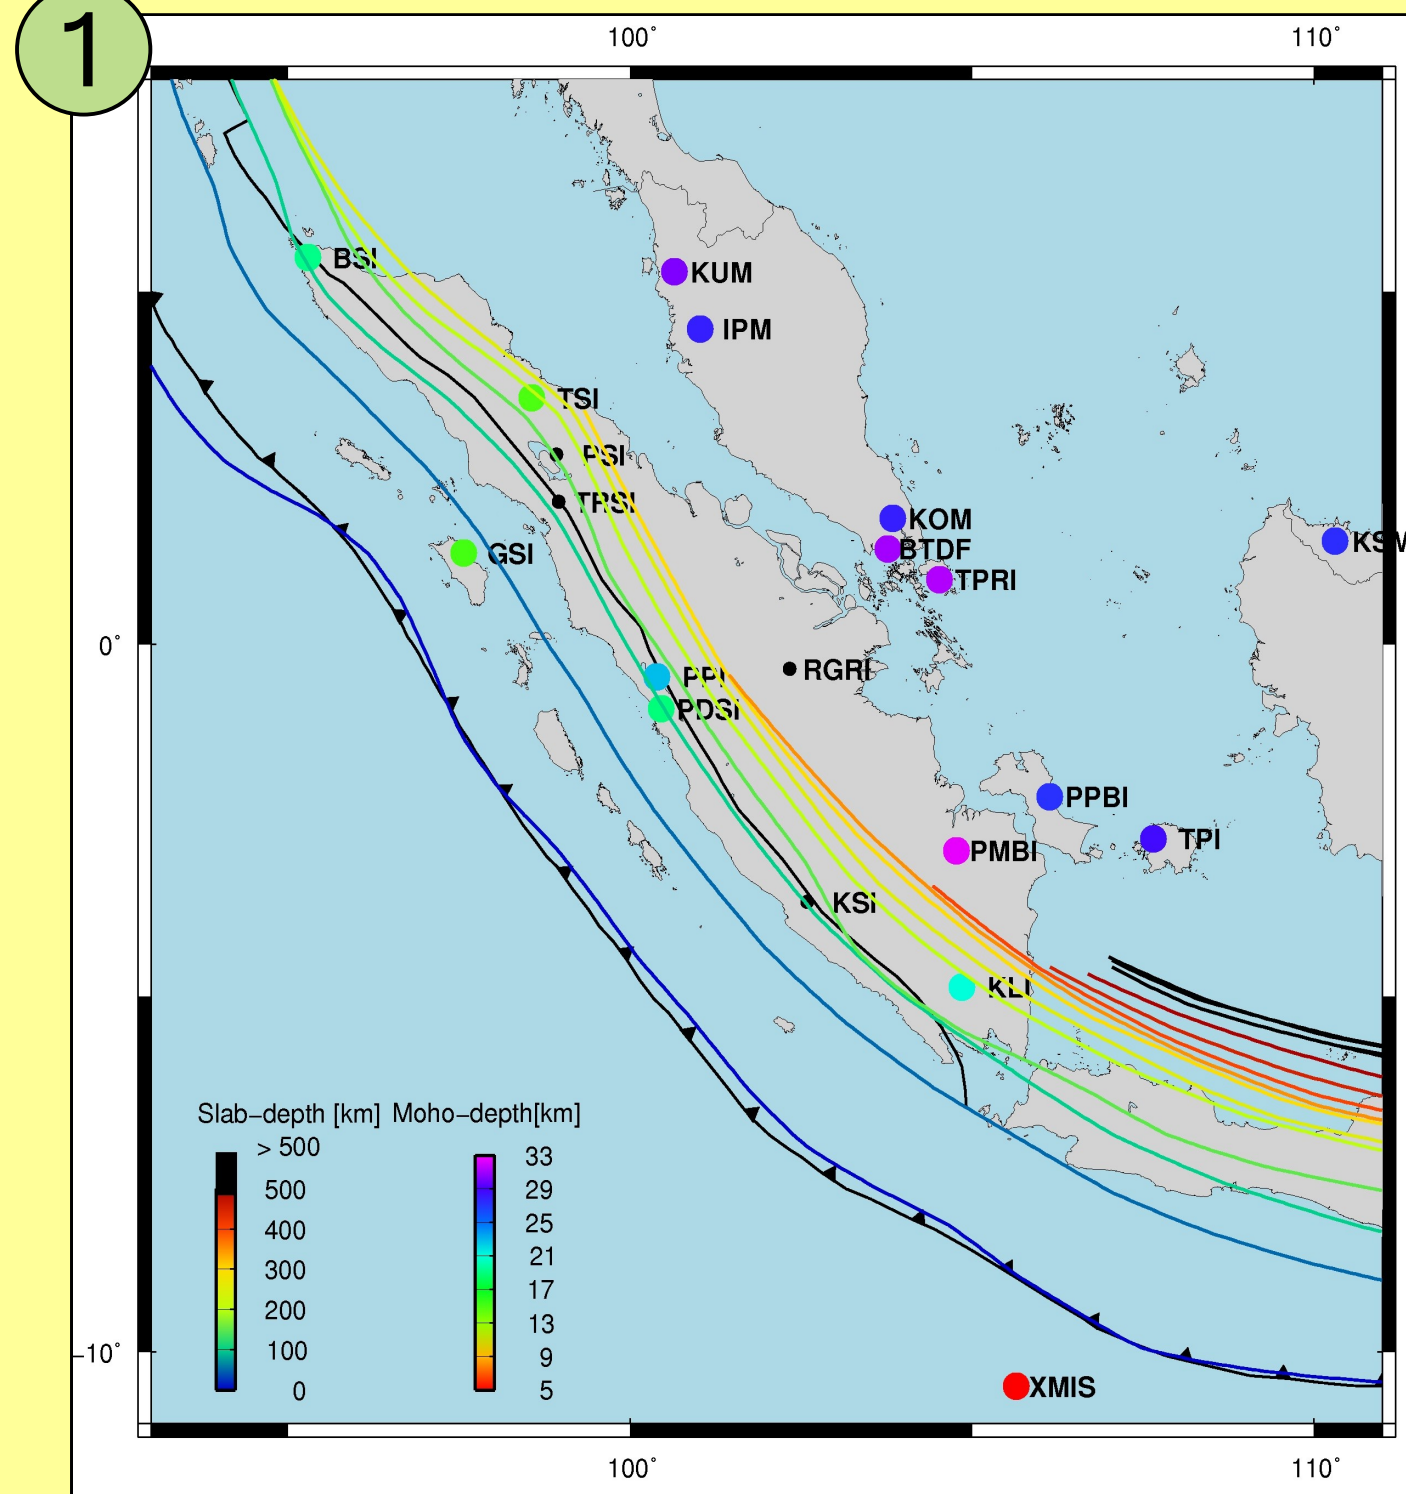 1
100° 110°
BSI
KUM
IPM
TSI
PSI
TRSI
KOM
KSM
BTDF
GSI
TPRI
0°
RGRI
PPI
PDSI
PPBI
TPI
PMBI
KSI
KLI
Slab-depth [km] Moho-depth[km]
> 500 33
500 29
400 25
300 21
200 17
100 13
0 9
5
-10°
XMIS
100° 110°